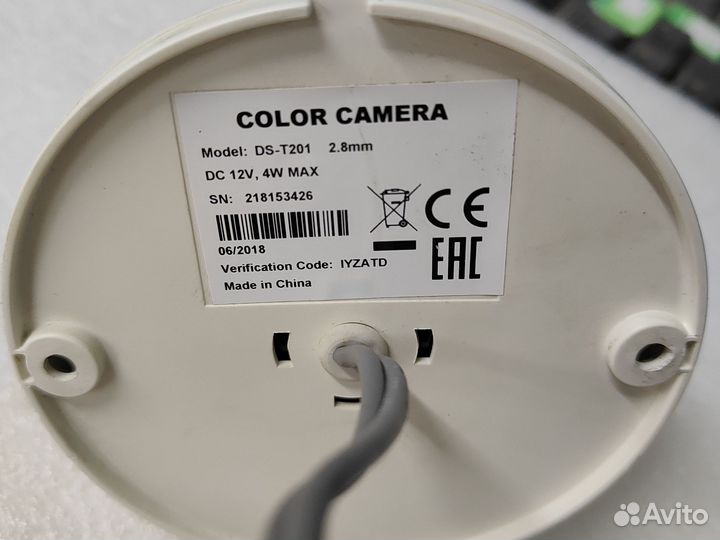 COLOR CAMERA
Model: DS-T201 2.8mm
DC 12V, 4W MAX
SN: 218153426
06/2018
Verification Code: IYZATD
Made in China
CE
EAC
Avito